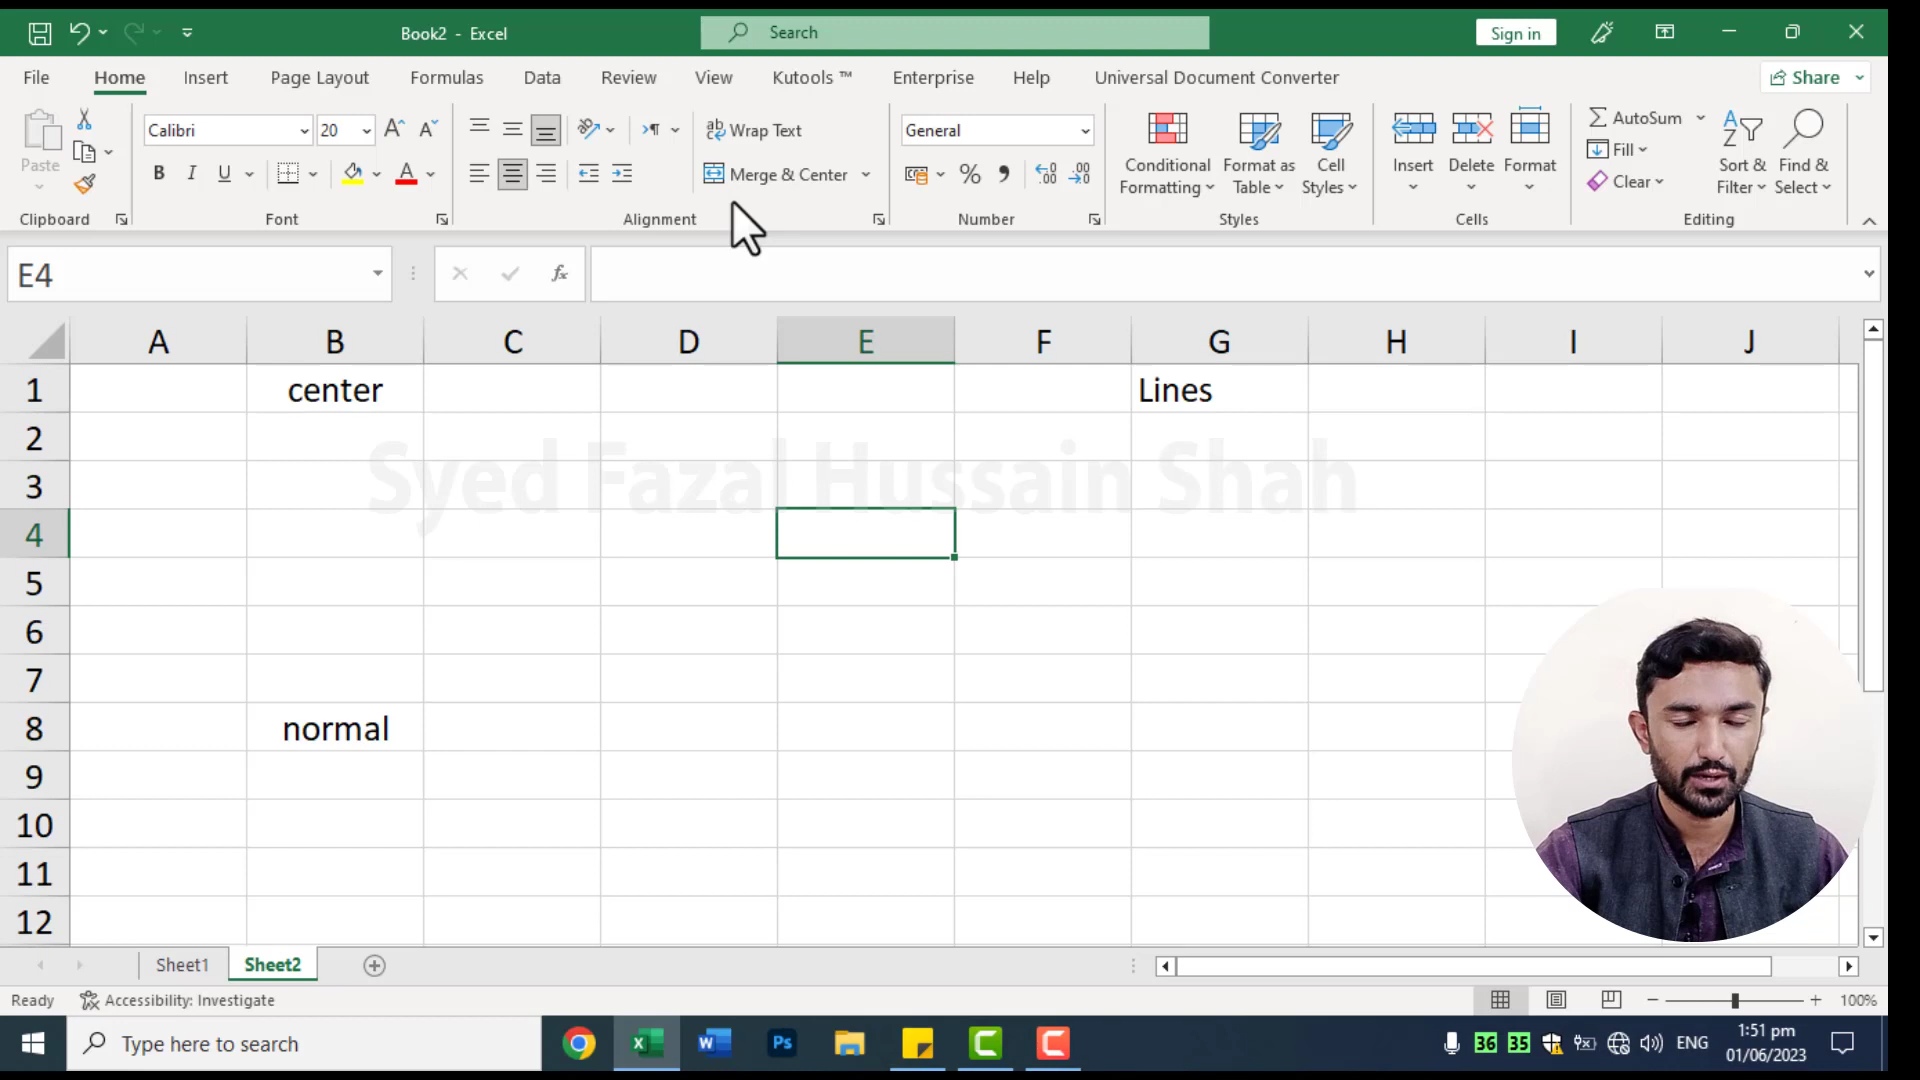 Book2 - Excel
Search
Sign in
File Home Insert Page Layout Formulas Data Review View Kutools ™ Enterprise Help Universal Document Converter Share
Paste
Clipboard
Calibri 20
B I U
Font
Wrap Text
Merge & Center
Alignment
General
Number
Conditional Formatting
Format as Table
Cell Styles
Styles
Insert
Delete
Format
Cells
AutoSum
Fill
Clear
Sort & Filter
Find & Select
Editing
E4
fx
A B C D E F G H I J
1 center Lines
2
3
Syed Fazal Hussain Shah
4
5
6
7
8 normal
9
10
11
12
Sheet1 Sheet2
Ready Accessibility: Investigate 100%
Type here to search
36 35 ENG
1:51 pm
01/06/2023